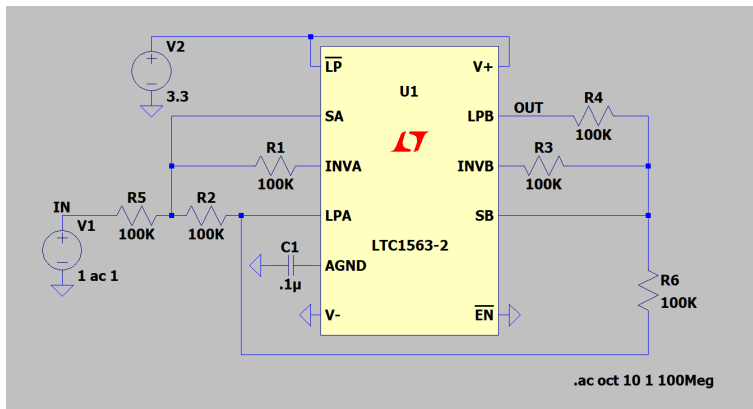 V2
+
−
3.3
LP
V+
U1
SA
LPB
OUT
R4
100K
R1
100K
INVA
INVB
R3
100K
IN
V1
+
−
1 ac 1
R5
100K
R2
100K
LPA
SB
C1
.1µ
AGND
LTC1563-2
R6
100K
V-
EN
.ac oct 10 1 100Meg